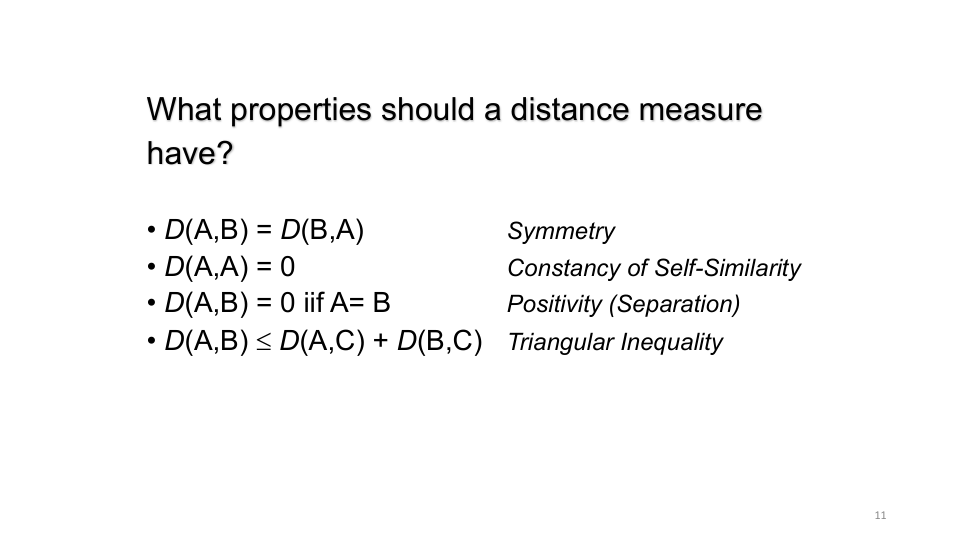 What properties should a distance measure
have?
• D(A,B) = D(B,A) Symmetry
• D(A,A) = 0 Constancy of Self-Similarity
• D(A,B) = 0 iif A= B Positivity (Separation)
• D(A,B) ≤ D(A,C) + D(B,C) Triangular Inequality
11